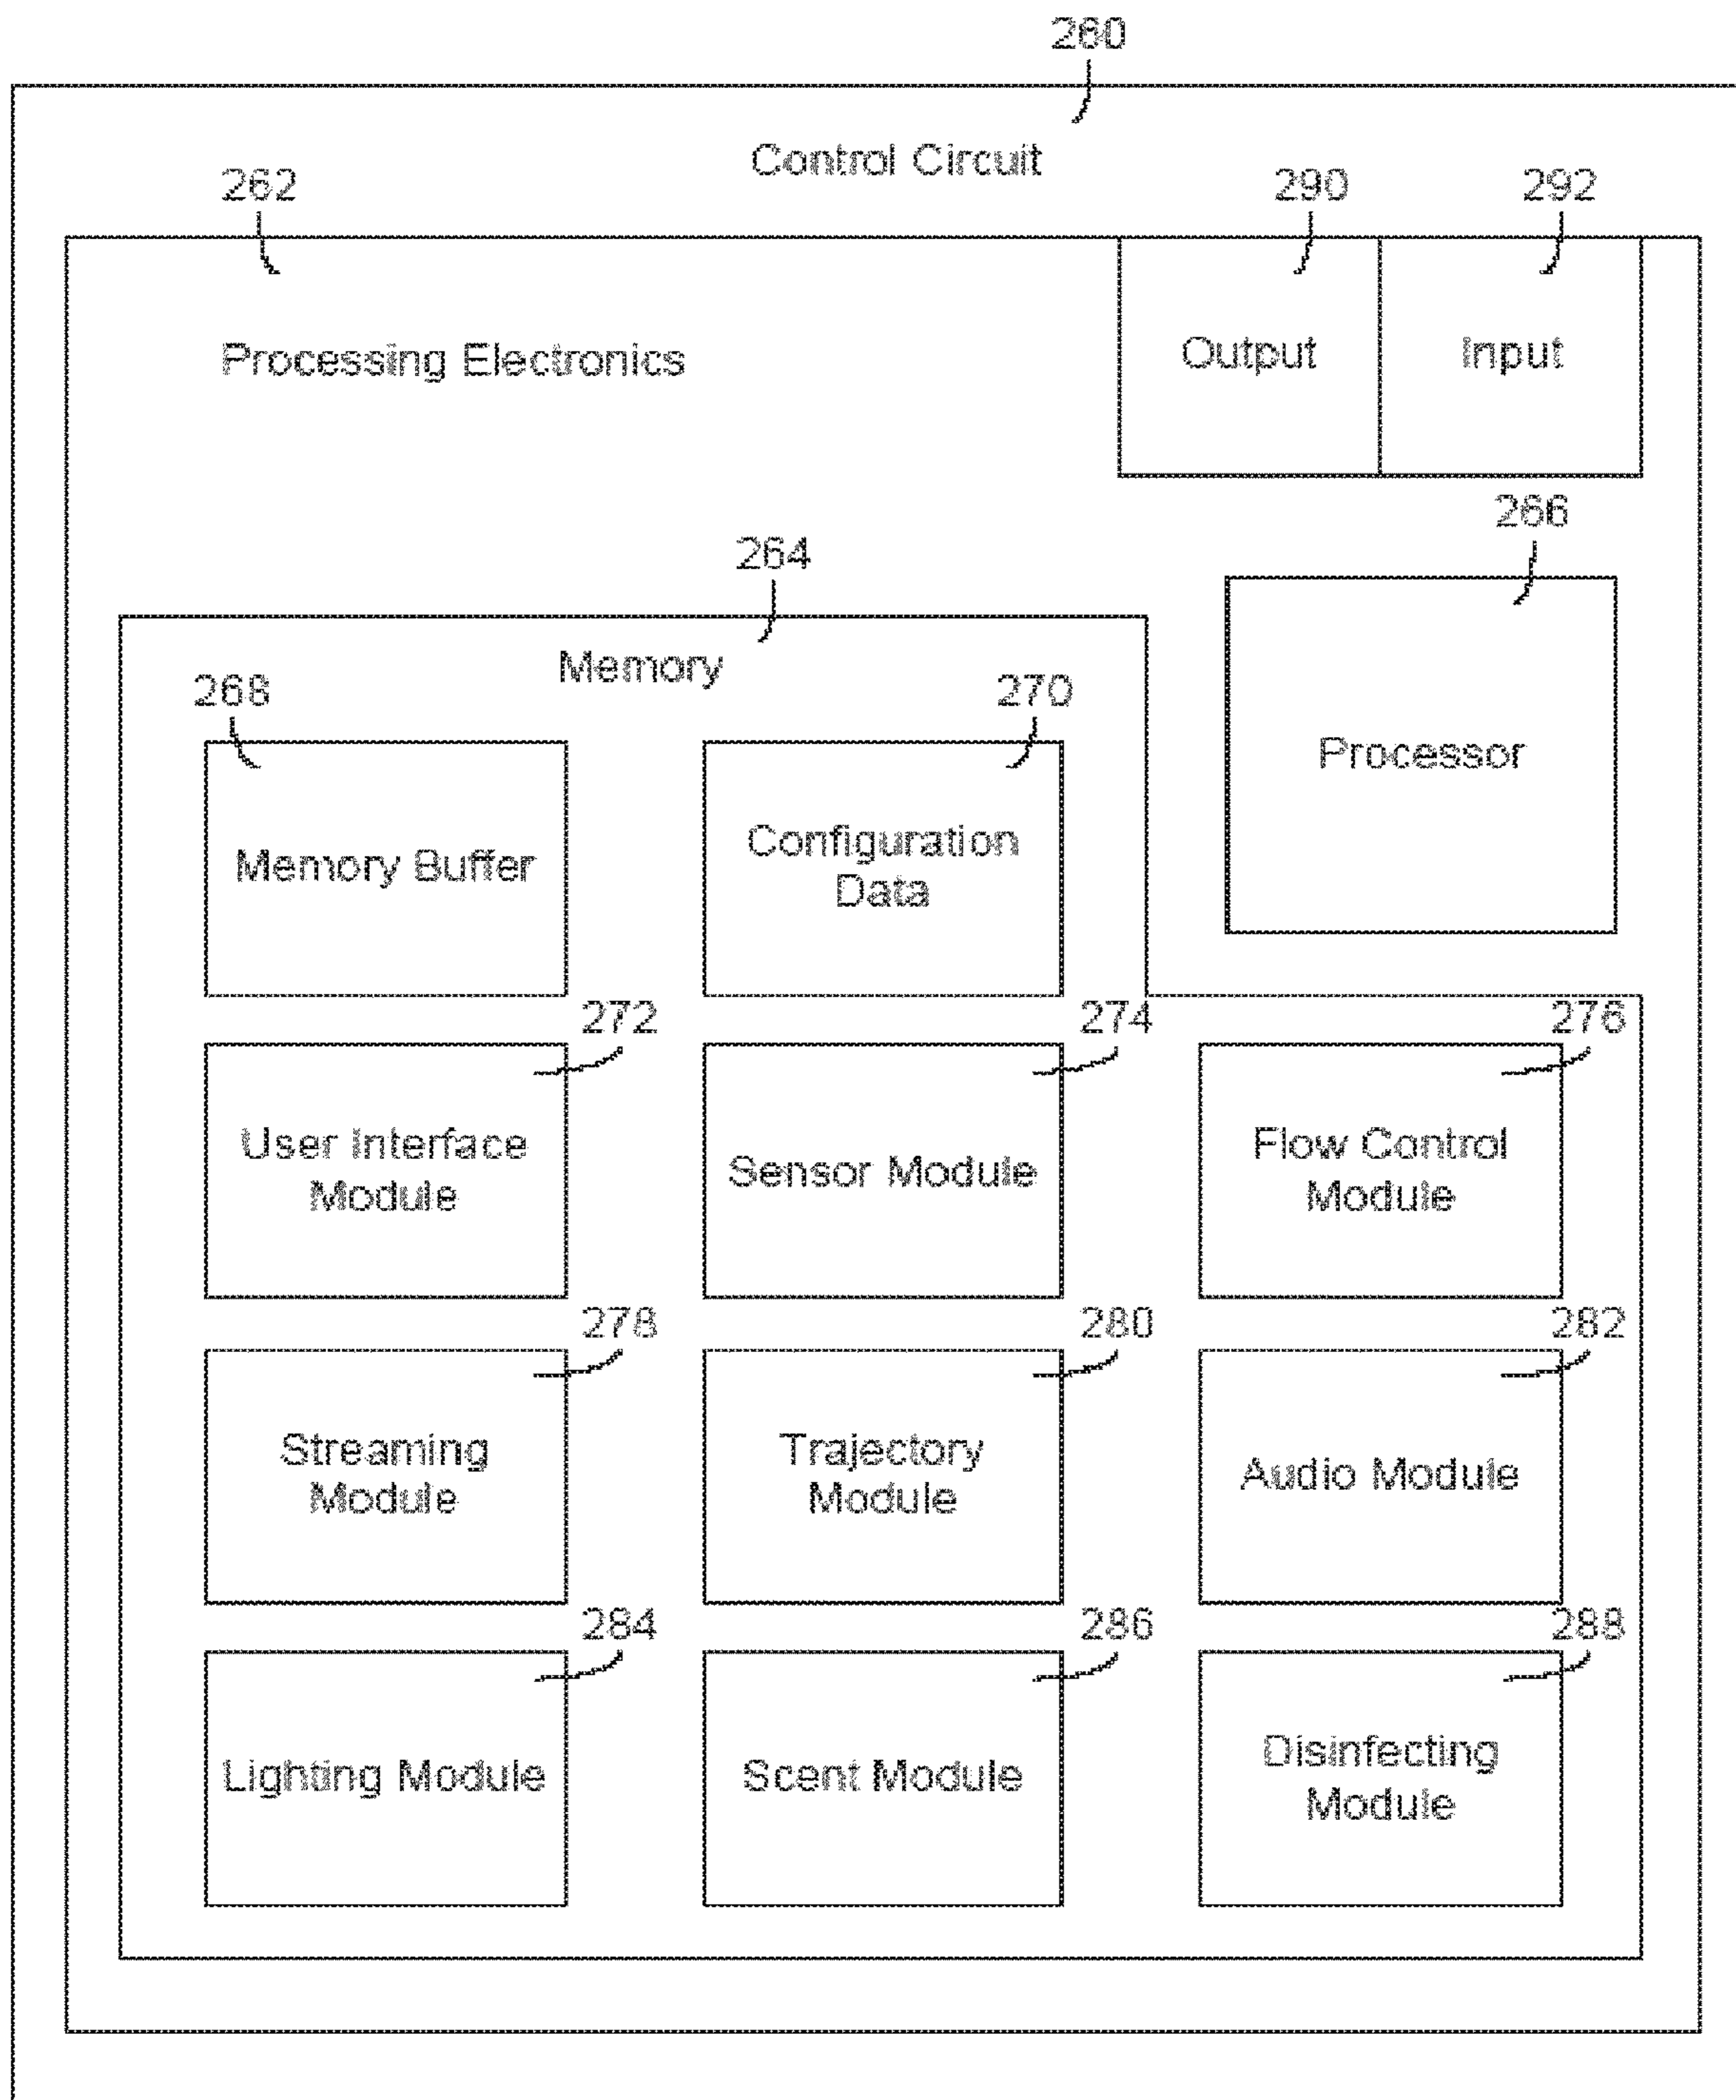 260
Control Circuit
262
290
292
Processing Electronics
Output
Input
266
264
Memory
Processor
268
270
Memory Buffer
Configuration
Data
272
274
276
User Interface
Module
Sensor Module
Flow Control
Module
278
280
282
Streaming
Module
Trajectory
Module
Audio Module
284
286
288
Lighting Module
Scent Module
Disinfecting
Module